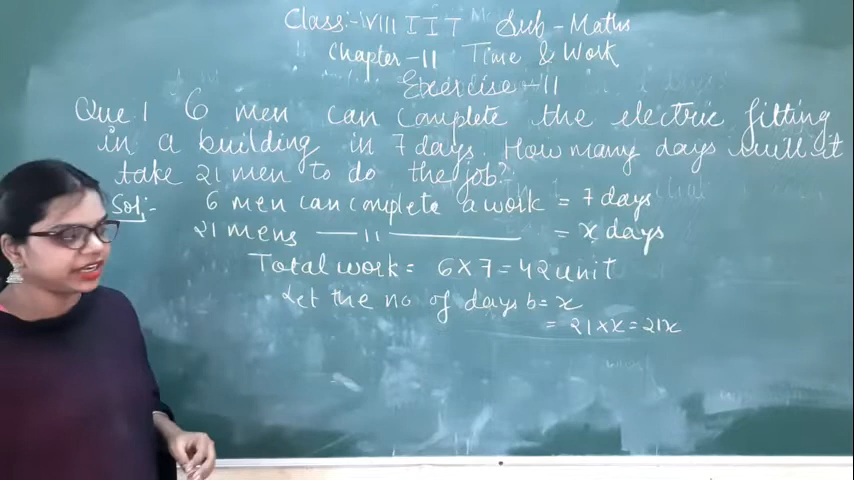 Class:- VIII IIT Sub - Maths
Chapter - 11 Time & Work
Exercise - 11
Que 1 6 men can complete the electric fitting
in a building in 7 days. How many days will it
take 21 men to do the job?
Sol:- 6 men can complete a work = 7 days
21 mens —— 11 —————— = x days
Total work = 6 x 7 = 42 unit
Let the no of days b = x
= 21 x x = 21x